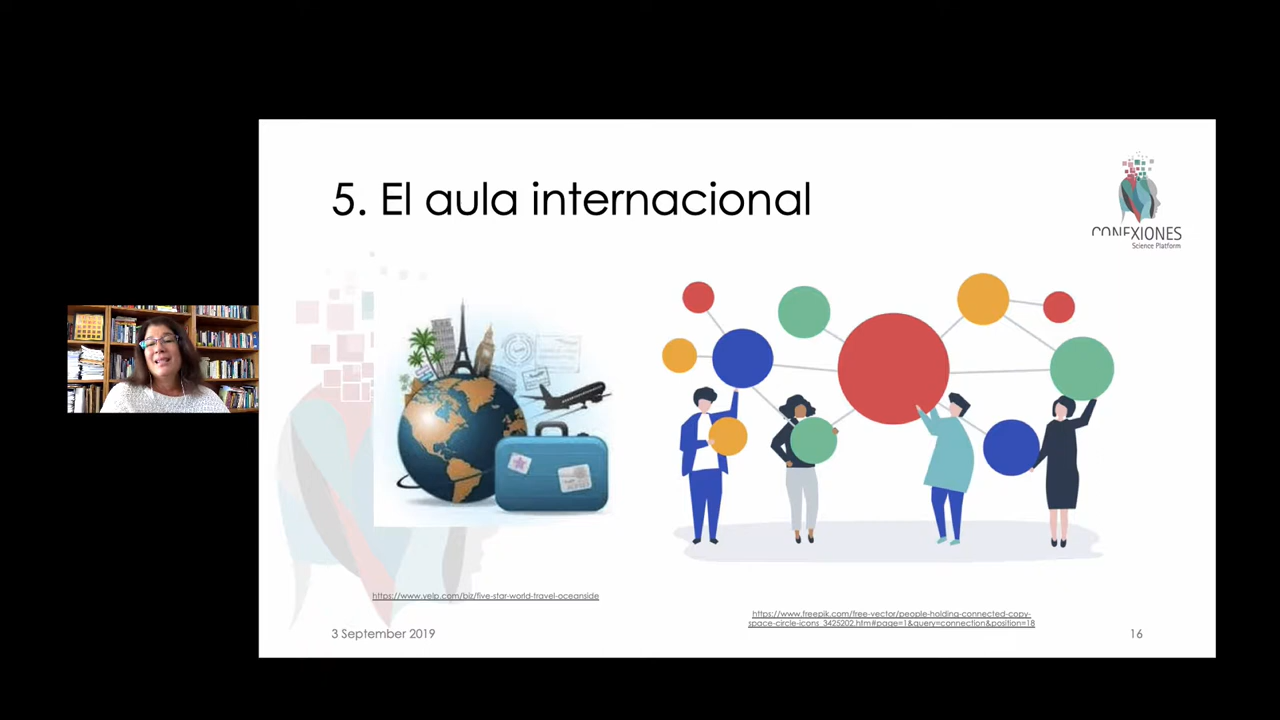 5. El aula internacional
CONEXIONES
Science Platform
https://www.yelp.com/biz/five-star-world-travel-oceanside
https://www.freepik.com/free-vector/people-holding-connected-copy-
space-circle-icons_3425202.htm#page=1&query=connection&position=18
3 September 2019
16